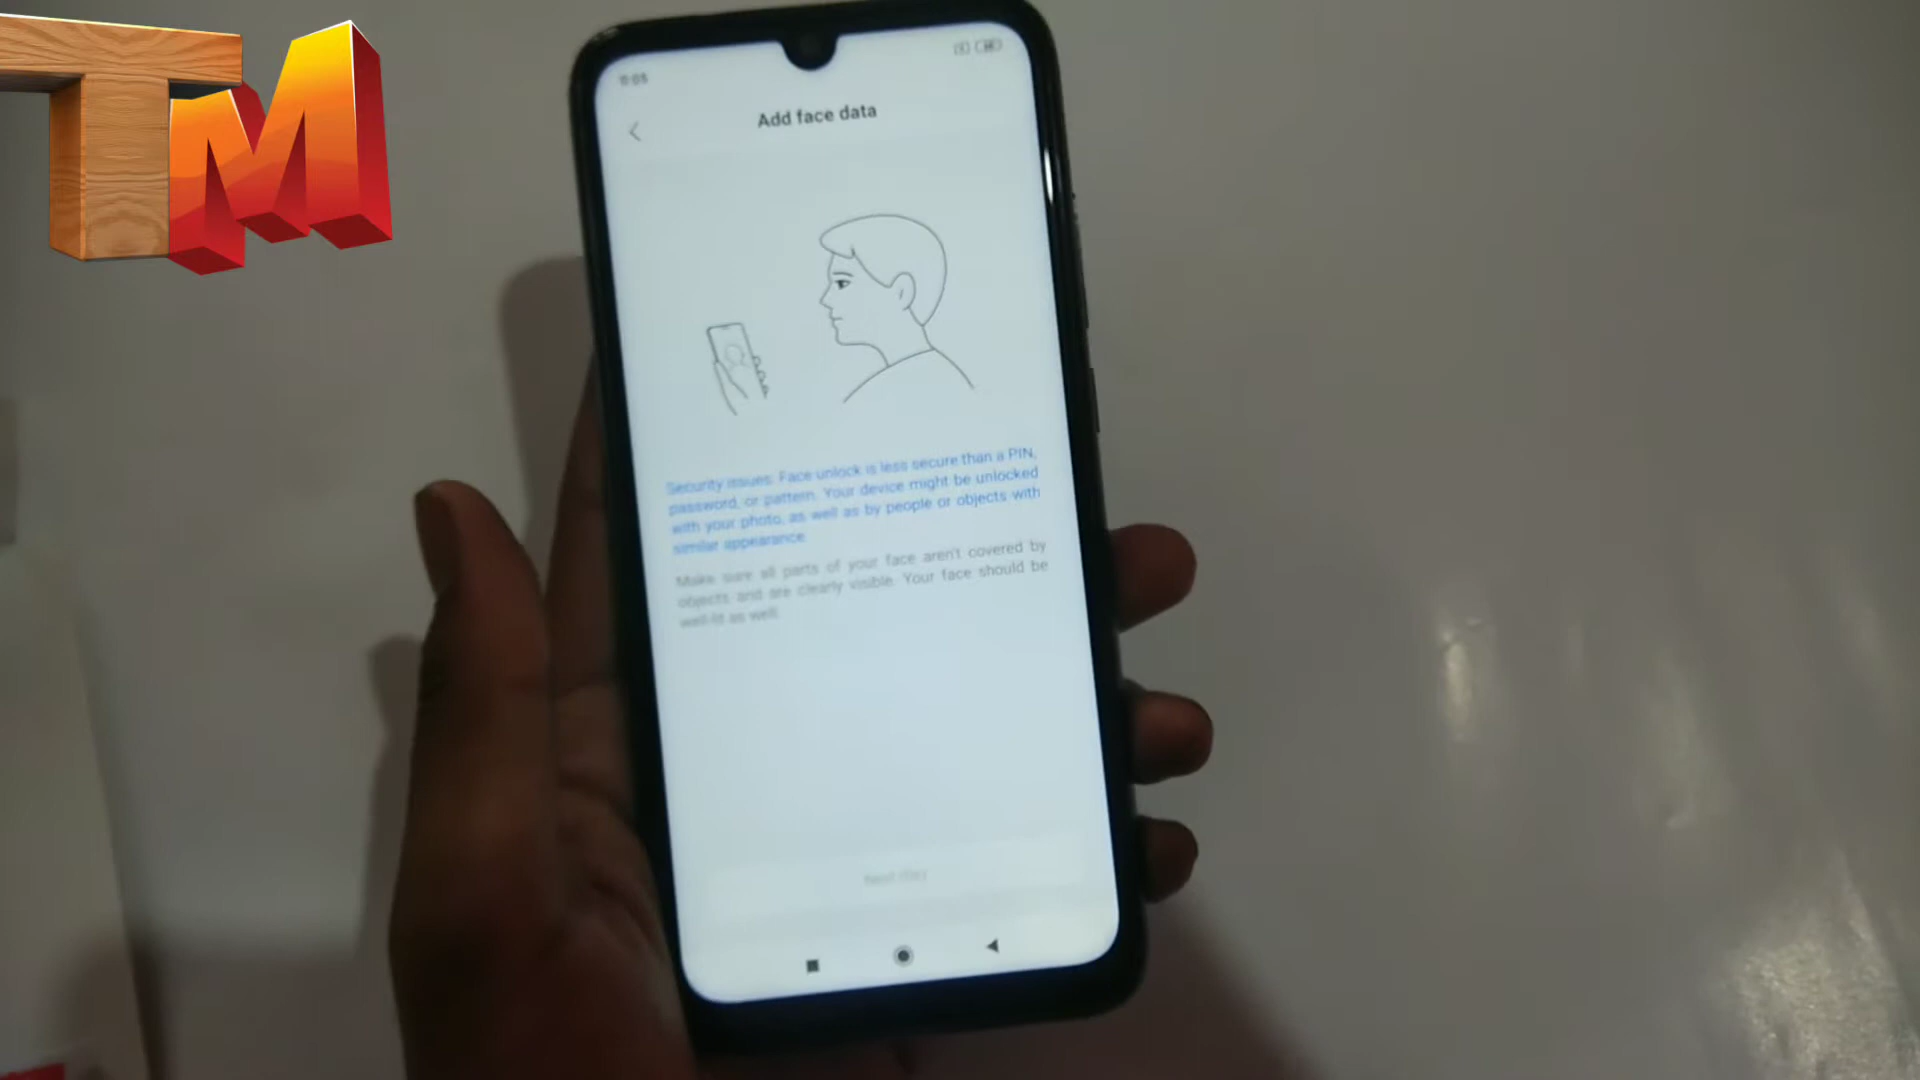 TM
Add face data
Security issues: Face unlock is less secure than a PIN,
password, or pattern. Your device might be unlocked
with your photo, as well as by people or objects with
similar appearance.
Make sure all parts of your face aren't covered by
objects and are clearly visible. Your face should be
well-lit as well.